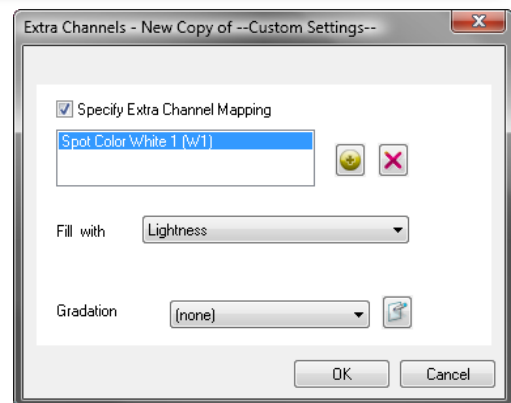 Extra Channels - New Copy of --Custom Settings--
Specify Extra Channel Mapping
Spot Color White 1 (W1)
Fill with Lightness
Gradation (none)
OK Cancel